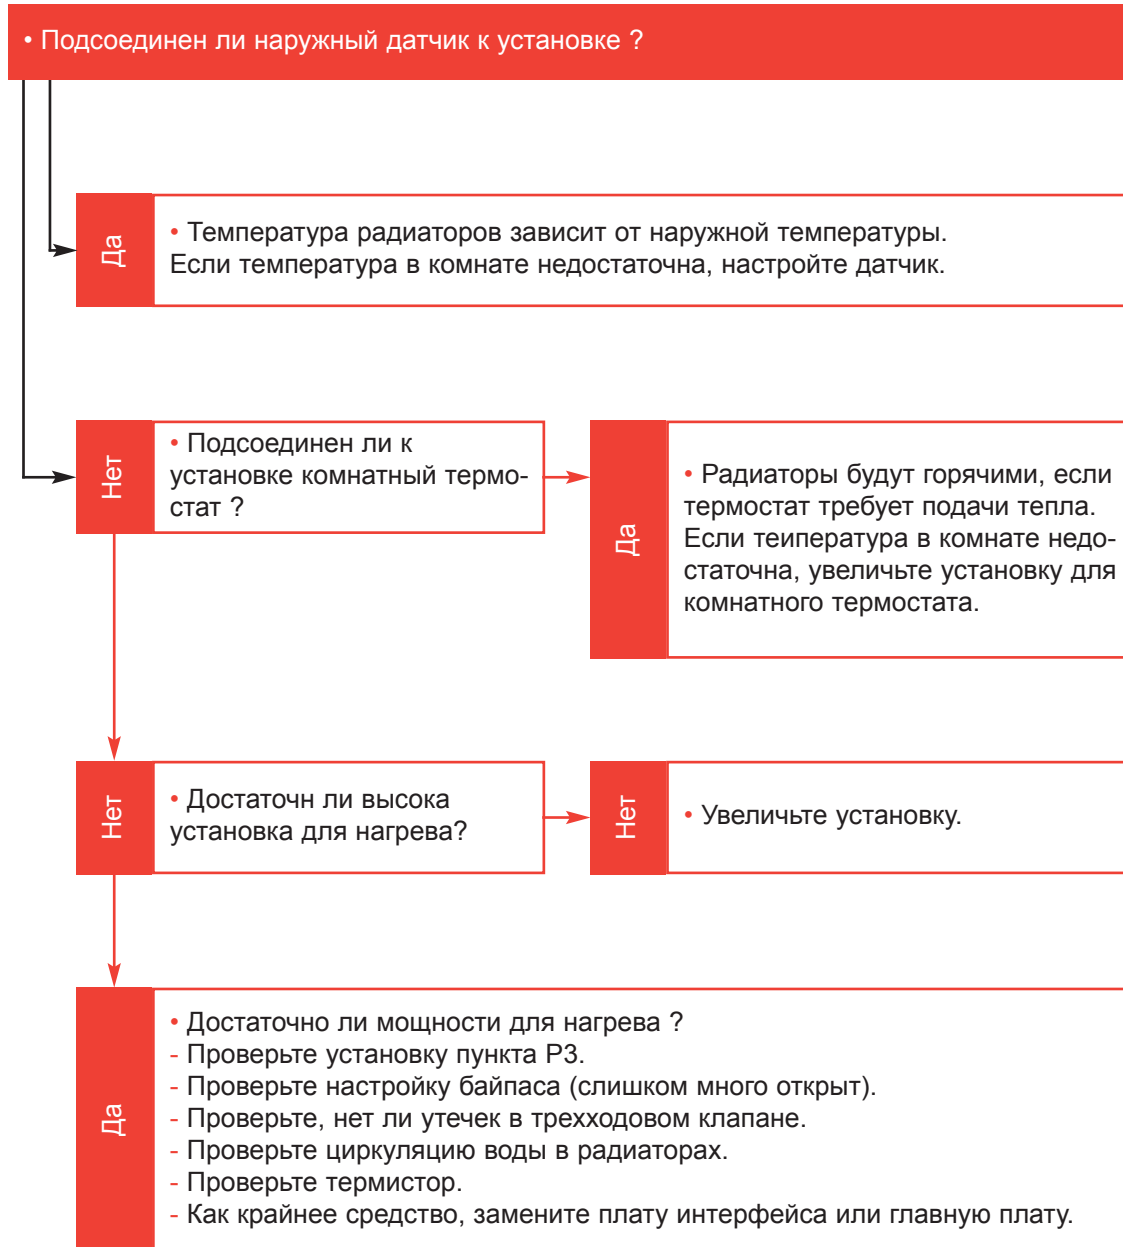 • Подсоединен ли наружный датчик к установке ?
Да
• Температура радиаторов зависит от наружной температуры.
Если температура в комнате недостаточна, настройте датчик.
Нет
• Подсоединен ли к
установке комнатный термо-
стат ?
Да
• Радиаторы будут горячими, если
термостат требует подачи тепла.
Если теипература в комнате недо-
статочна, увеличьте установку для
комнатного термостата.
Нет
• Достаточн ли высока
установка для нагрева?
Нет
• Увеличьте установку.
Да
• Достаточно ли мощности для нагрева ?
- Проверьте установку пункта P3.
- Проверьте настройку байпаса (слишком много открыт).
- Проверьте, нет ли утечек в трехходовом клапане.
- Проверьте циркуляцию воды в радиаторах.
- Проверьте термистор.
- Как крайнее средство, замените плату интерфейса или главную плату.